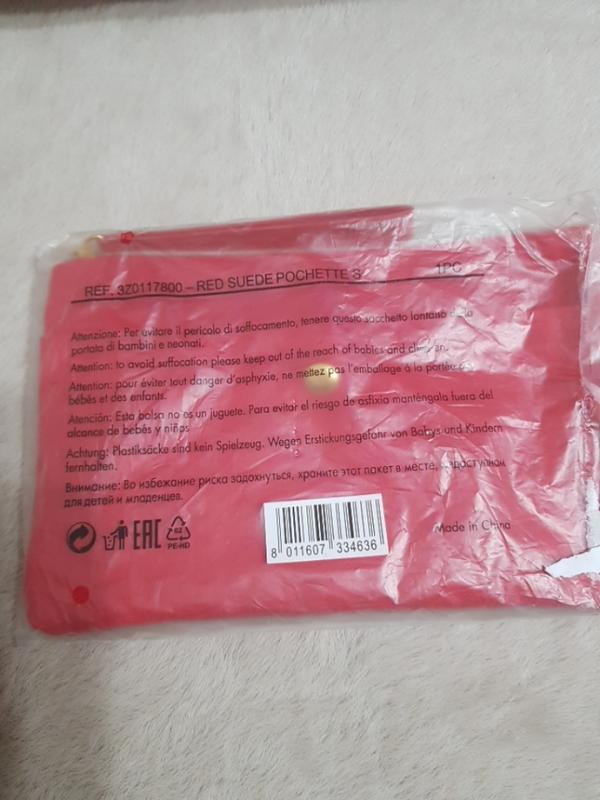 REF. 3Z0117800 – RED SUEDE POCHETTE S 1PC
Attenzione: Per evitare il pericolo di soffocamento, tenere questo sacchetto lontano dalla
portata di bambini e neonati.
Attention: to avoid suffocation please keep out of the reach of babies and children.
Attention: pour éviter tout danger d'asphyxie, ne mettez pas l'emballage à la portée des
bébés et des enfants.
Atención: Esta bolsa no es un juguete. Para evitar el riesgo de asfixia manténgala fuera del
alcance de bebés y niños
Achtung: Plastiksäcke sind kein Spielzeug. Wegen Erstickungsgefahr von Babys und Kindern
fernhalten.
Внимание: Во избежание риска задохнуться, храните этот пакет в месте, недоступном
для детей и младенцев.
EAC
02
PE-HD
8 011607 334636
Made in China